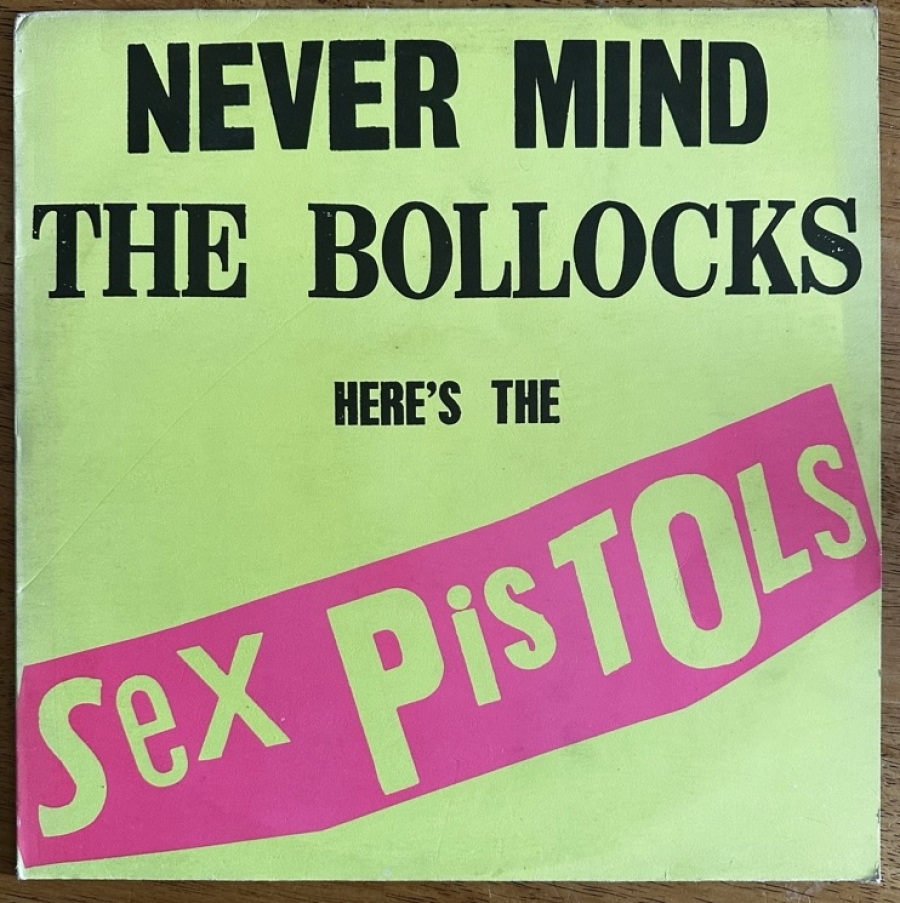 NEVER MIND
THE BOLLOCKS
HERE'S THE
Sex PisTOLS